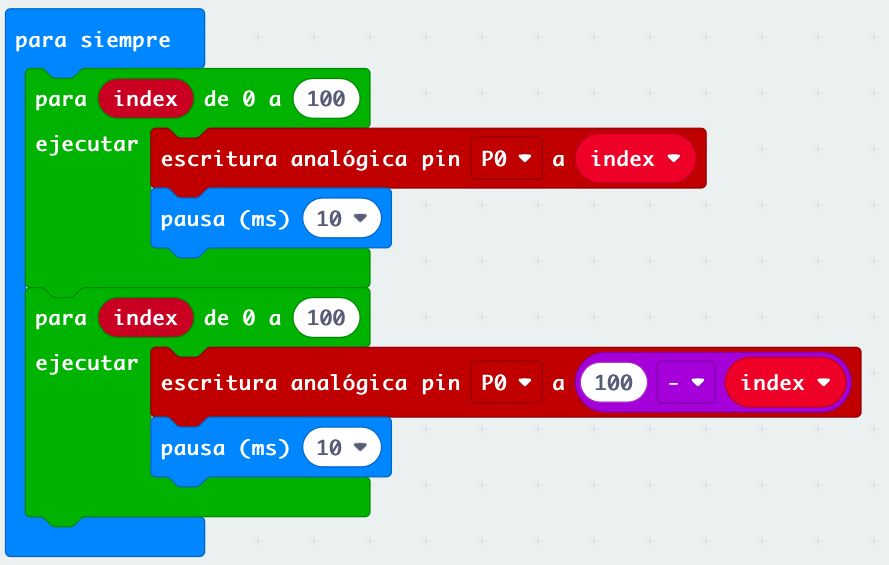 para siempre
para index de 0 a 100
ejecutar
escritura analógica pin P0 a index
pausa (ms) 10
para index de 0 a 100
ejecutar
escritura analógica pin P0 a 100 - index
pausa (ms) 10